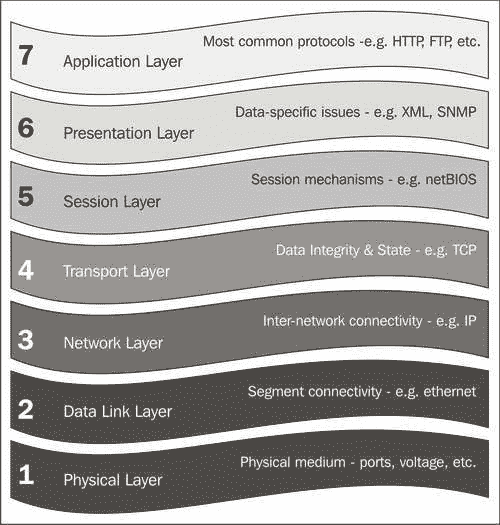 7 Application Layer Most common protocols -e.g. HTTP, FTP, etc.
6 Presentation Layer Data-specific issues - e.g. XML, SNMP
5 Session Layer Session mechanisms - e.g. netBIOS
4 Transport Layer Data Integrity & State - e.g. TCP
3 Network Layer Inter-network connectivity - e.g. IP
2 Data Link Layer Segment connectivity - e.g. ethernet
1 Physical Layer Physical medium - ports, voltage, etc.